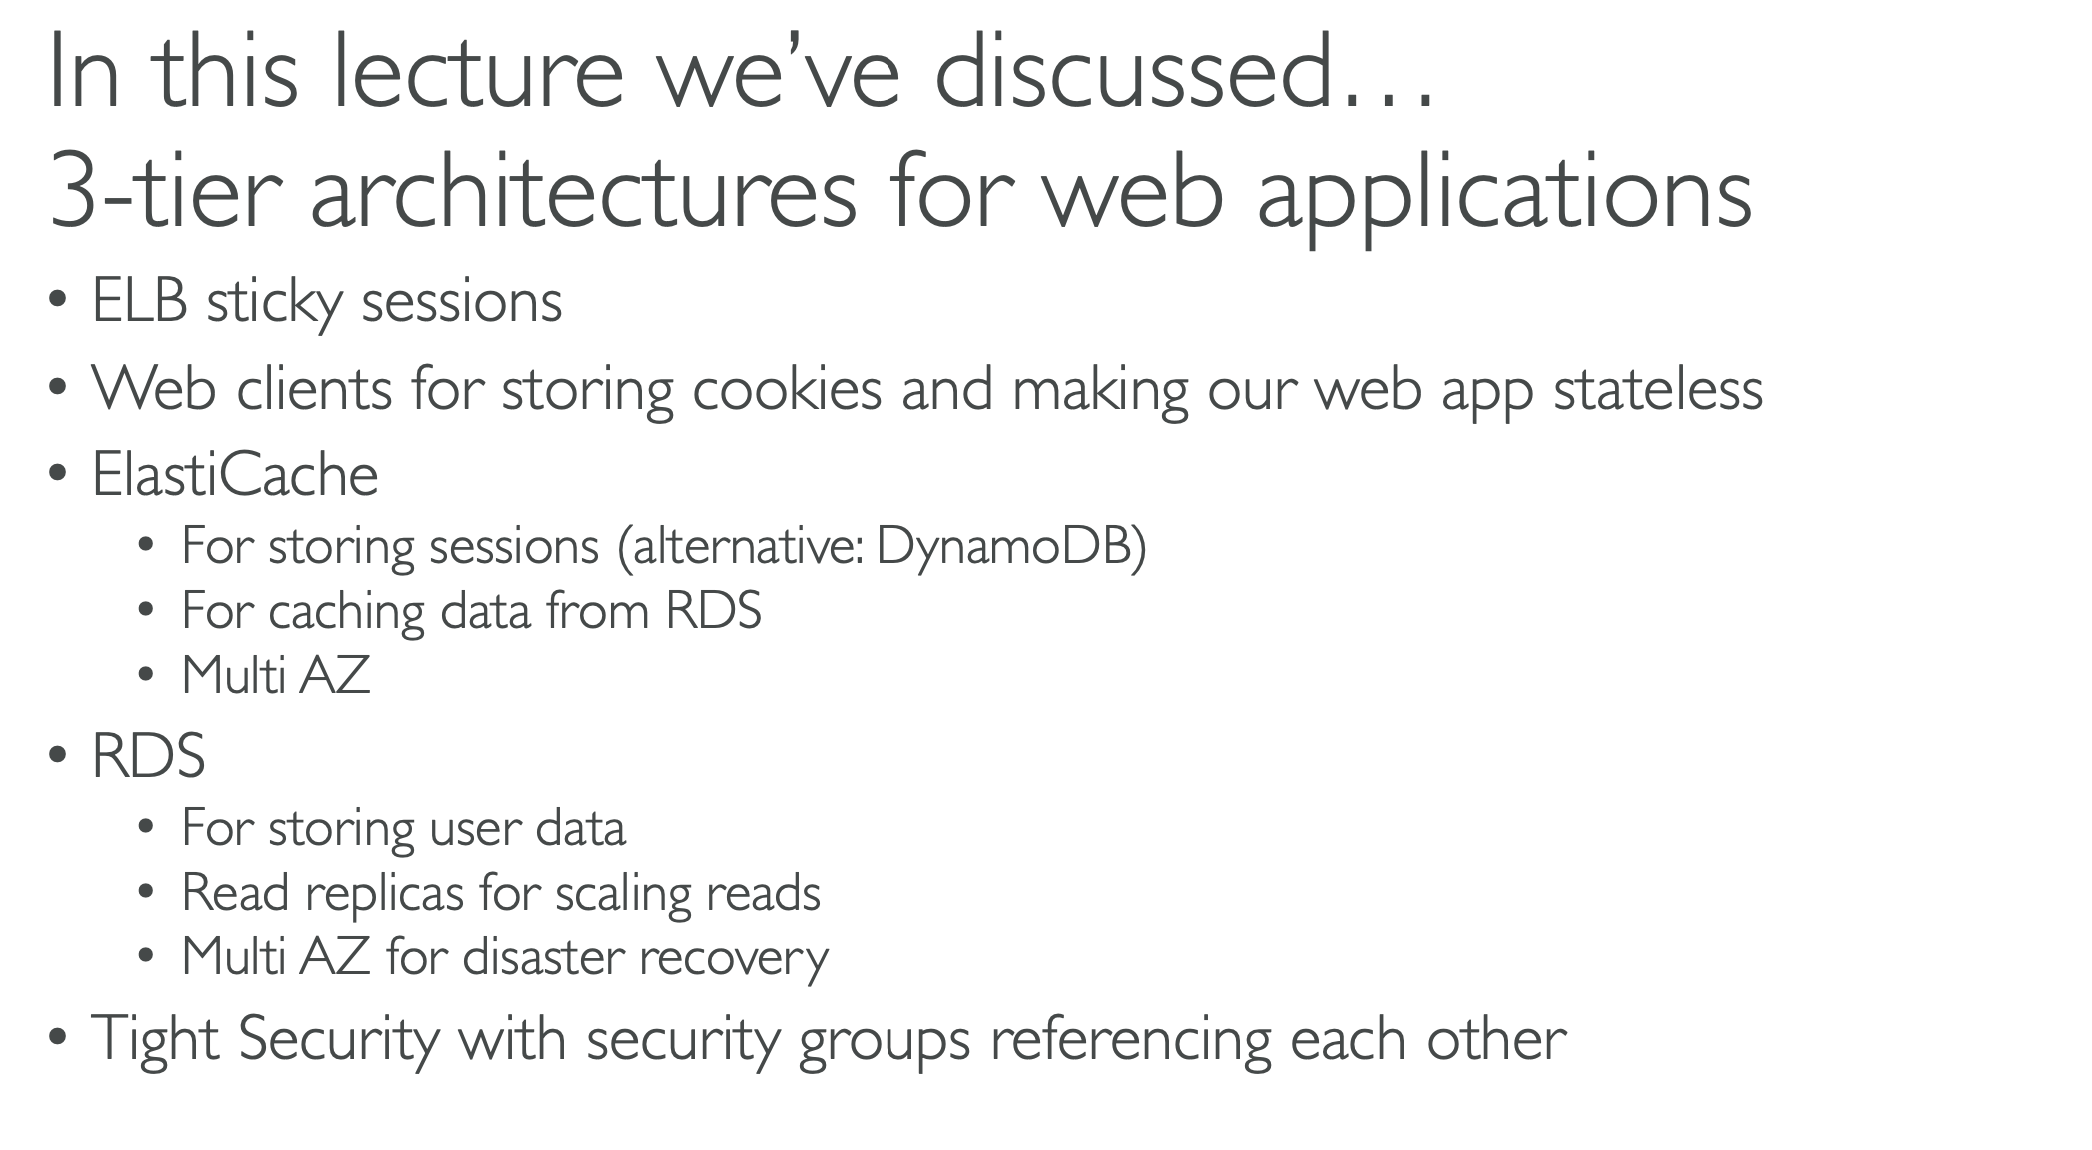 In this lecture we’ve discussed…
3-tier architectures for web applications
• ELB sticky sessions
• Web clients for storing cookies and making our web app stateless
• ElastiCache
• For storing sessions (alternative: DynamoDB)
• For caching data from RDS
• Multi AZ
• RDS
• For storing user data
• Read replicas for scaling reads
• Multi AZ for disaster recovery
• Tight Security with security groups referencing each other